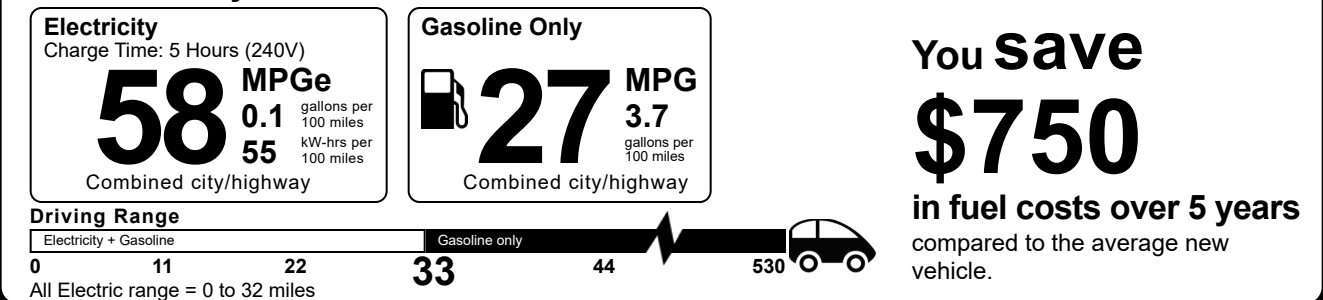 Electricity
Charge Time: 5 Hours (240V)
58
MPGe
0.1 gallons per
100 miles
55 kW-hrs per
100 miles
Combined city/highway
Gasoline Only
27
MPG
3.7
gallons per
100 miles
Combined city/highway
You save
$750
in fuel costs over 5 years
compared to the average new
vehicle.
Driving Range
Electricity + Gasoline Gasoline only
0 11 22 33 44 530
All Electric range = 0 to 32 miles